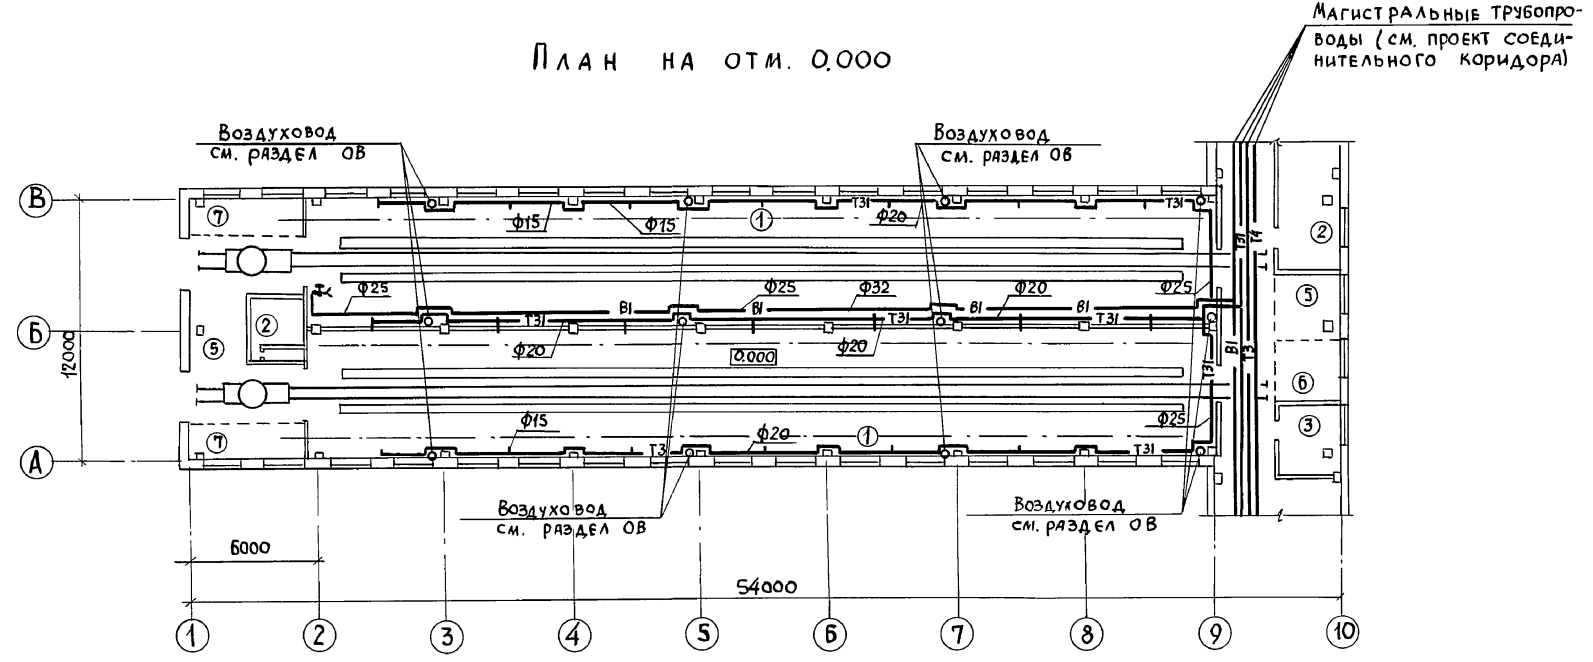 Магистральные трубопро-
воды (см. проект соеди-
нительного коридора)
План на отм. 0.000
Воздуховод
см. раздел ОВ
Воздуховод
см. раздел ОВ
В
7
ф15
ф15
1
Т31
ф20
Т31
Т31
Т4
2
ф25
В1
ф25
В1
ф32
В1
ф20
В1
ф25
5
Б
2
5
Т31
ф20
0.000
ф20
Т31
Т31
Т31
В1
Т3
6
12000
7
ф15
Т3
ф20
1
Т31
ф25
3
А
Воздуховод
см. раздел ОВ
Воздуховод
см. раздел ОВ
6000
54000
1
2
3
4
5
6
7
8
9
10